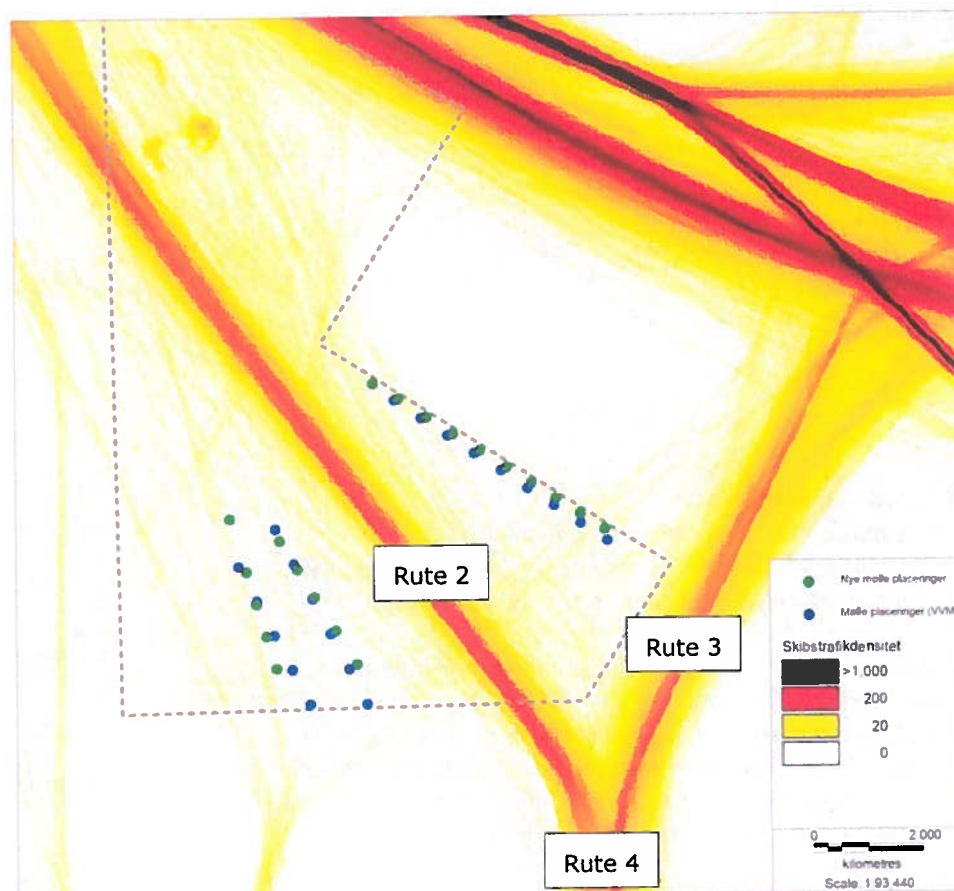 Rute 2
Rute 3
Rute 4
Nye mølle placeringer
Mølle placeringer (VVM
Skibstrafikdensitet
>1,000
200
20
0
0 2 000
kilometres
Scale: 1:93 440